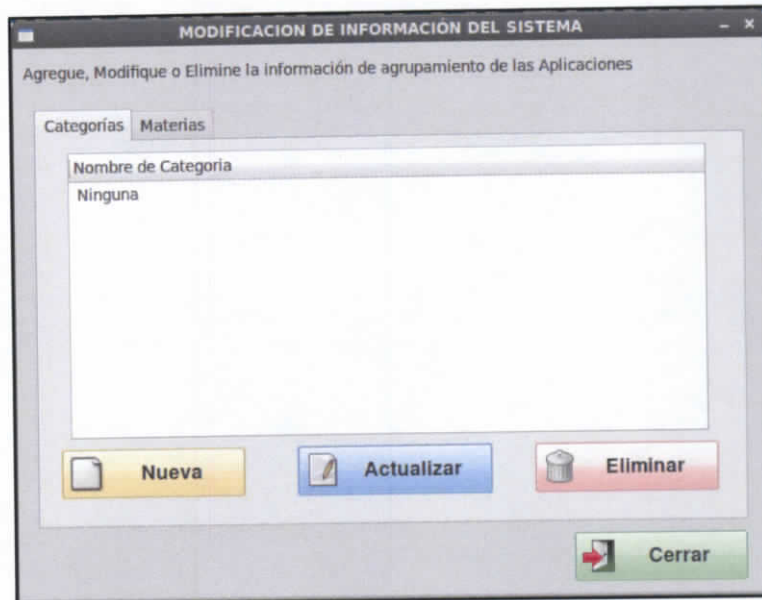 MODIFICACION DE INFORMACIÓN DEL SISTEMA
Agregue, Modifique o Elimine la información de agrupamiento de las Aplicaciones
Categorías Materias
Nombre de Categoria
Ninguna
Nueva Actualizar Eliminar
Cerrar